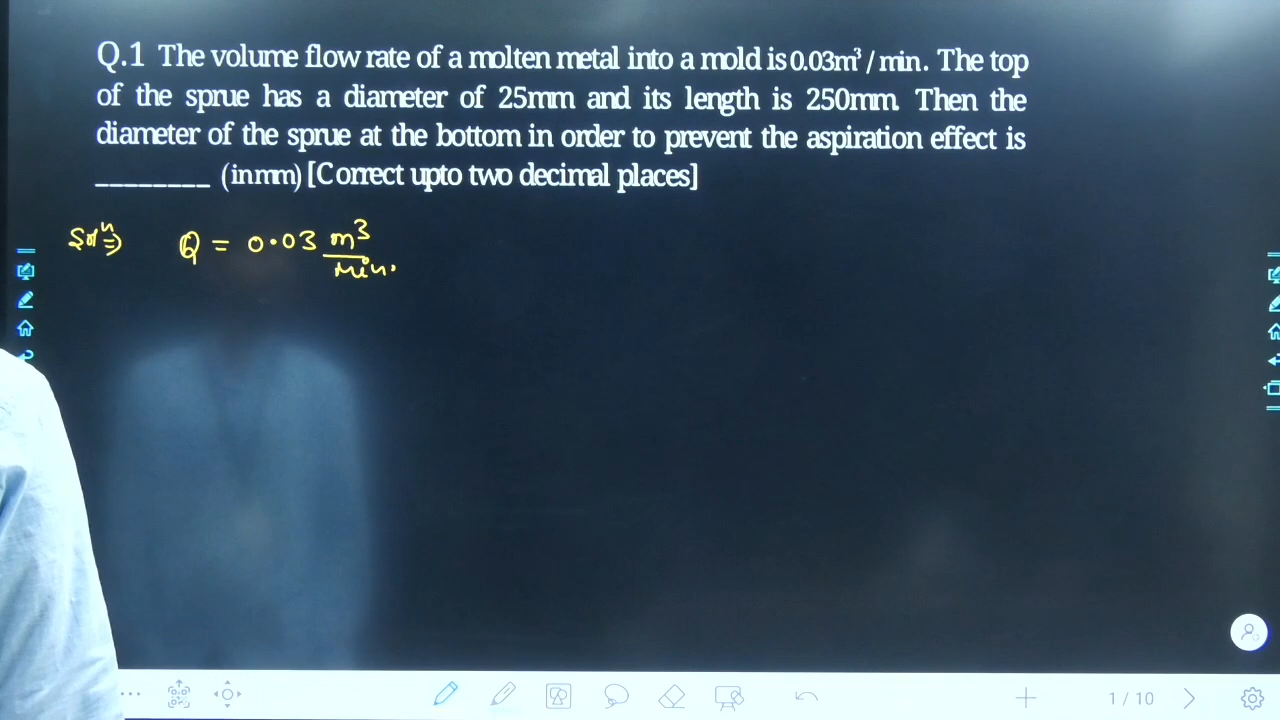 Q.1 The volume flow rate of a molten metal into a mold is 0.03m³ / min. The top
of the sprue has a diameter of 25mm and its length is 250mm. Then the
diameter of the sprue at the bottom in order to prevent the aspiration effect is
________ (in mm) [Correct upto two decimal places]
Solⁿ ⇒ Q = 0.03 m³/min.
1 / 10